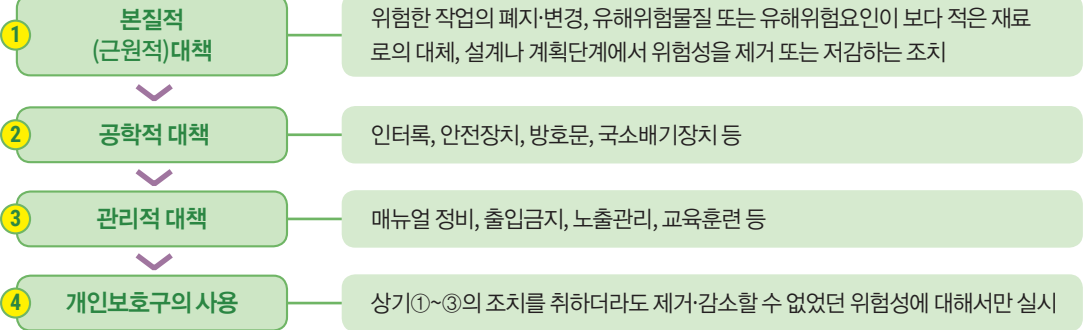 1
본질적
(근원적)대책
위험한 작업의 폐지·변경, 유해위험물질 또는 유해위험요인이 보다 적은 재료
로의 대체, 설계나 계획단계에서 위험성을 제거 또는 저감하는 조치
2
공학적 대책
인터록, 안전장치, 방호문, 국소배기장치 등
3
관리적 대책
매뉴얼 정비, 출입금지, 노출관리, 교육훈련 등
4
개인보호구의 사용
상기①~③의 조치를 취하더라도 제거·감소할 수 없었던 위험성에 대해서만 실시